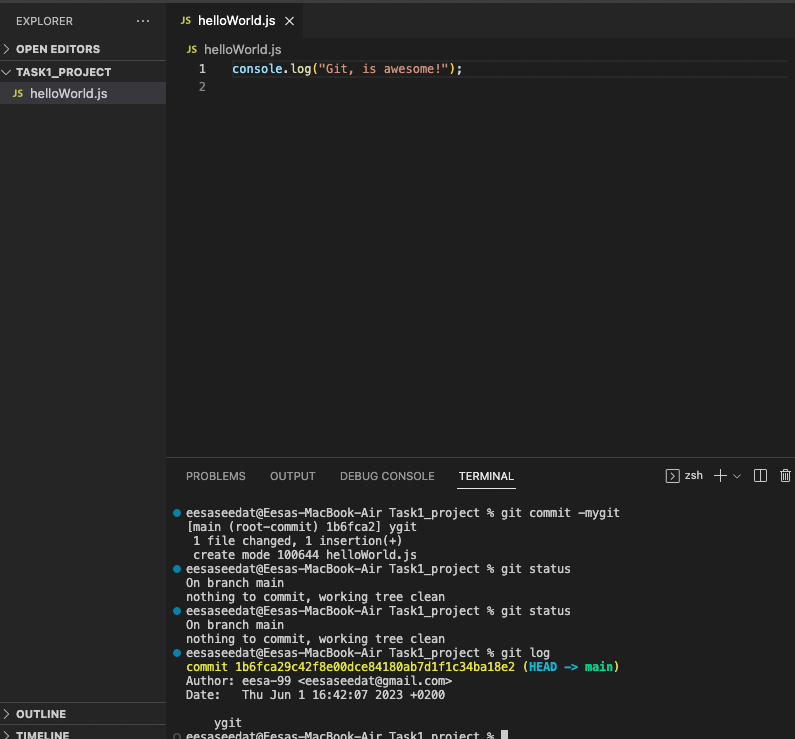 EXPLORER ···
OPEN EDITORS
TASK1_PROJECT
JS helloWorld.js
JS helloWorld.js ×
JS helloWorld.js
1 console.log("Git, is awesome!");
2
PROBLEMS OUTPUT DEBUG CONSOLE TERMINAL zsh
eesaseedat@Eesas-MacBook-Air Task1_project % git commit -mygit
[main (root-commit) 1b6fca2] ygit
1 file changed, 1 insertion(+)
create mode 100644 helloWorld.js
eesaseedat@Eesas-MacBook-Air Task1_project % git status
On branch main
nothing to commit, working tree clean
eesaseedat@Eesas-MacBook-Air Task1_project % git status
On branch main
nothing to commit, working tree clean
eesaseedat@Eesas-MacBook-Air Task1_project % git log
commit 1b6fca29c42f8e00dce84180ab7d1f1c34ba18e2 (HEAD -> main)
Author: eesa-99 <eesaseedat@gmail.com>
Date: Thu Jun 1 16:42:07 2023 +0200
ygit
eesaseedat@Eesas-MacBook-Air Task1_project %
OUTLINE
TIMELINE